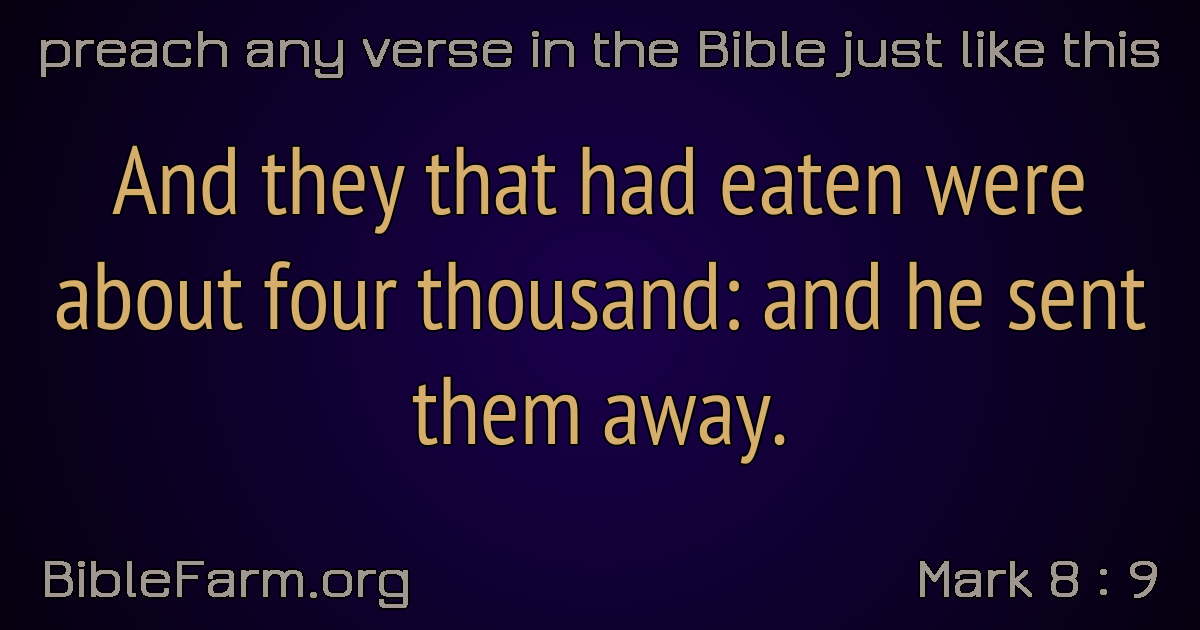 preach any verse in the Bible just like this
And they that had eaten were
about four thousand: and he sent
them away.
BibleFarm.org
Mark 8 : 9